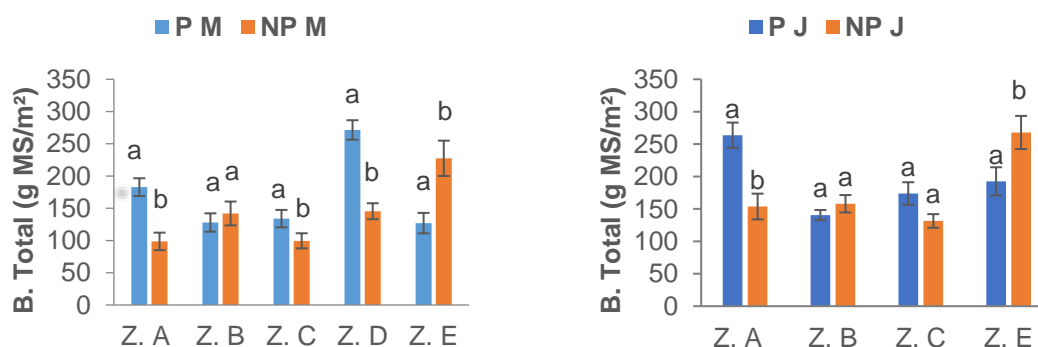 P M NP M
B. Total (g MS/m²)
350
300
250
200
150
100
50
0
a b a a a b a b a b
Z. A Z. B Z. C Z. D Z. E
P J NP J
B. Total (g MS/m²)
350
300
250
200
150
100
50
0
a b a a a a a b
Z. A Z. B Z. C Z. E